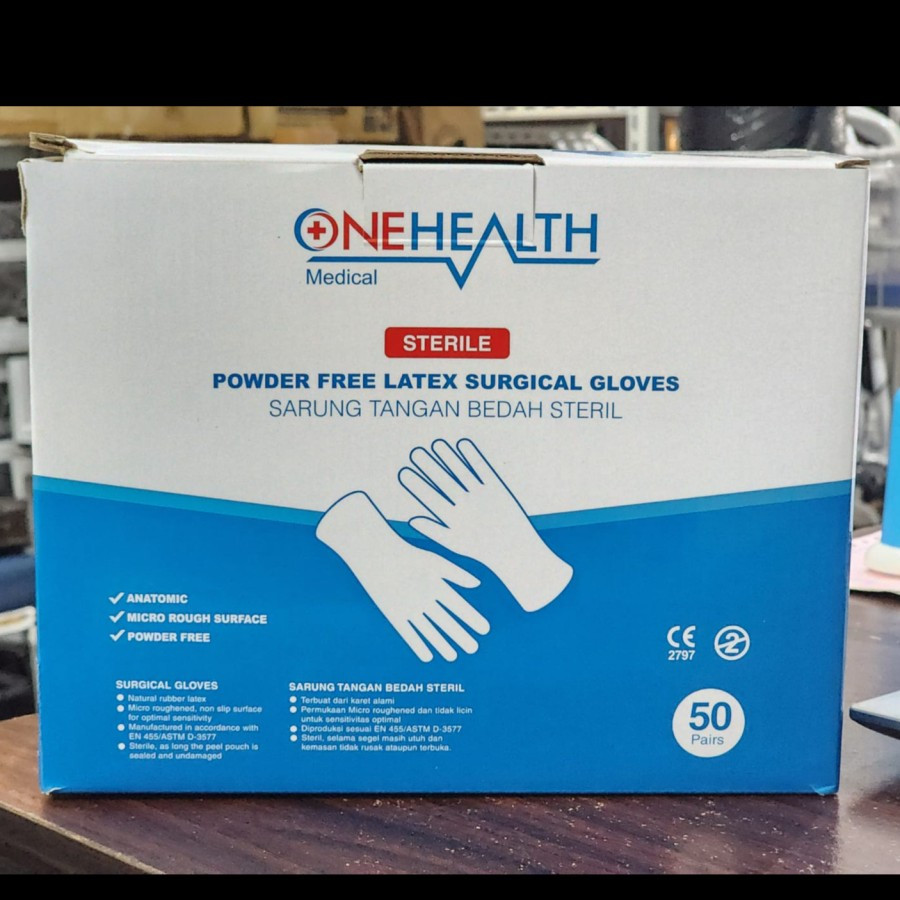 ONEHEALTH
Medical
STERILE
POWDER FREE LATEX SURGICAL GLOVES
SARUNG TANGAN BEDAH STERIL
✓ ANATOMIC
✓ MICRO ROUGH SURFACE
✓ POWDER FREE
CE
2797
2
SURGICAL GLOVES
● Natural rubber latex
● Micro roughened, non slip surface
for optimal sensitivity
● Manufactured in accordance with
EN 455/ASTM D-3577
● Sterile, as long the peel pouch is
sealed and undamaged
SARUNG TANGAN BEDAH STERIL
● Terbuat dari karet alami
● Permukaan Micro roughened dan tidak licin
untuk sensitivitas optimal
● Diproduksi sesuai EN 455/ASTM D-3577
● Steril, selama segel masih utuh dan
kemasan tidak rusak ataupun terbuka.
50
Pairs